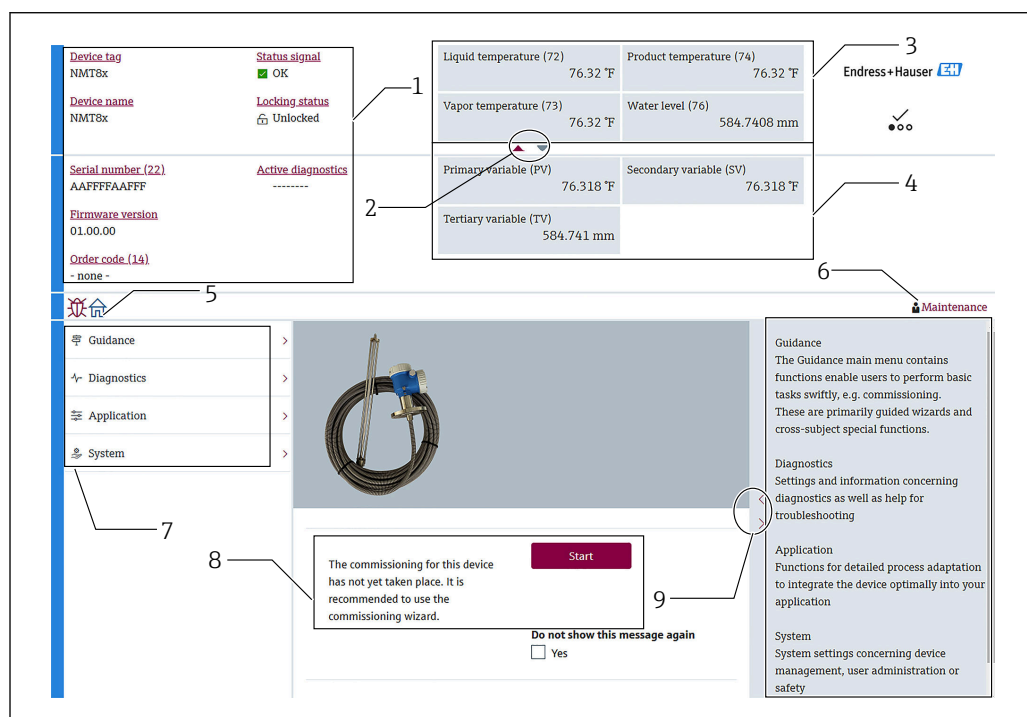 Device tag
NMT8x
Status signal
OK
Device name
NMT8x
Locking status
Unlocked
1
Serial number (22)
AAFFFFAAFFF
Active diagnostics
--------
Firmware version
01.00.00
Order code (14)
- none -
Liquid temperature (72)
76.32 °F
Product temperature (74)
76.32 °F
Vapor temperature (73)
76.32 °F
Water level (76)
584.7408 mm
2
3
Endress+Hauser EH
Primary variable (PV)
76.318 °F
Secondary variable (SV)
76.318 °F
Tertiary variable (TV)
584.741 mm
4
5
6
Maintenance
Guidance
Diagnostics
Application
System
7
8
The commissioning for this device
has not yet taken place. It is
recommended to use the
commissioning wizard.
Start
Do not show this message again
Yes
9
Guidance
The Guidance main menu contains
functions enable users to perform basic
tasks swiftly, e.g. commissioning.
These are primarily guided wizards and
cross-subject special functions.
Diagnostics
Settings and information concerning
diagnostics as well as help for
troubleshooting
Application
Functions for detailed process adaptation
to integrate the device optimally into your
application
System
System settings concerning device
management, user administration or
safety